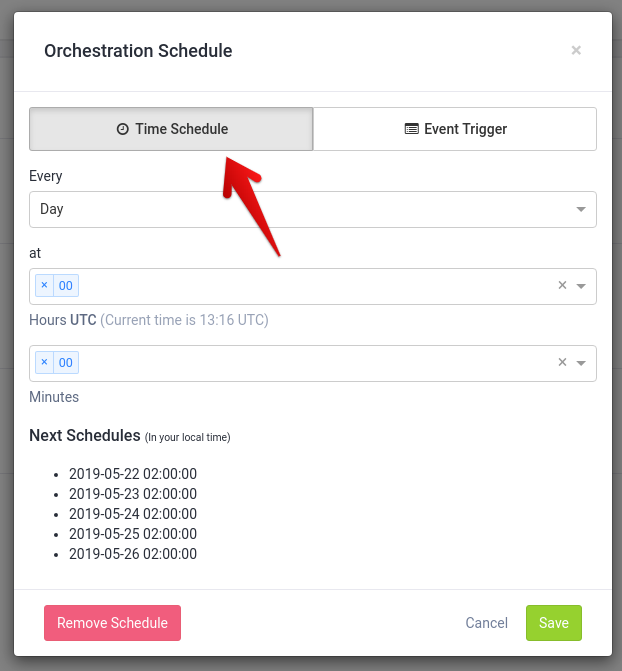 Orchestration Schedule ×
Time Schedule Event Trigger
Every
Day
at
× 00 ×
Hours UTC (Current time is 13:16 UTC)
× 00 ×
Minutes
Next Schedules (In your local time)
• 2019-05-22 02:00:00
• 2019-05-23 02:00:00
• 2019-05-24 02:00:00
• 2019-05-25 02:00:00
• 2019-05-26 02:00:00
Remove Schedule Cancel Save